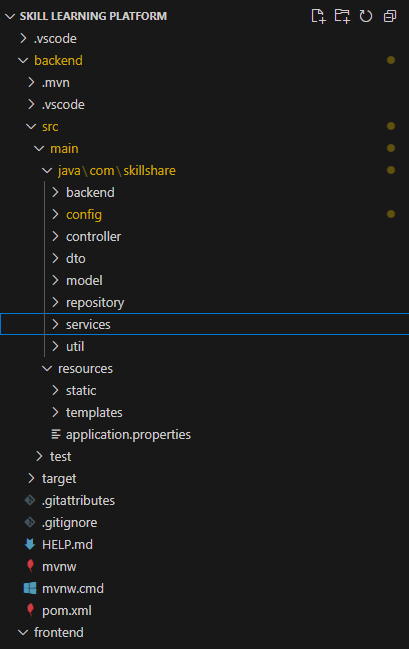 SKILL LEARNING PLATFORM
.vscode
backend
.mvn
.vscode
src
main
java\com\skillshare
backend
config
controller
dto
model
repository
services
util
resources
static
templates
application.properties
test
target
.gitattributes
.gitignore
HELP.md
mvnw
mvnw.cmd
pom.xml
frontend